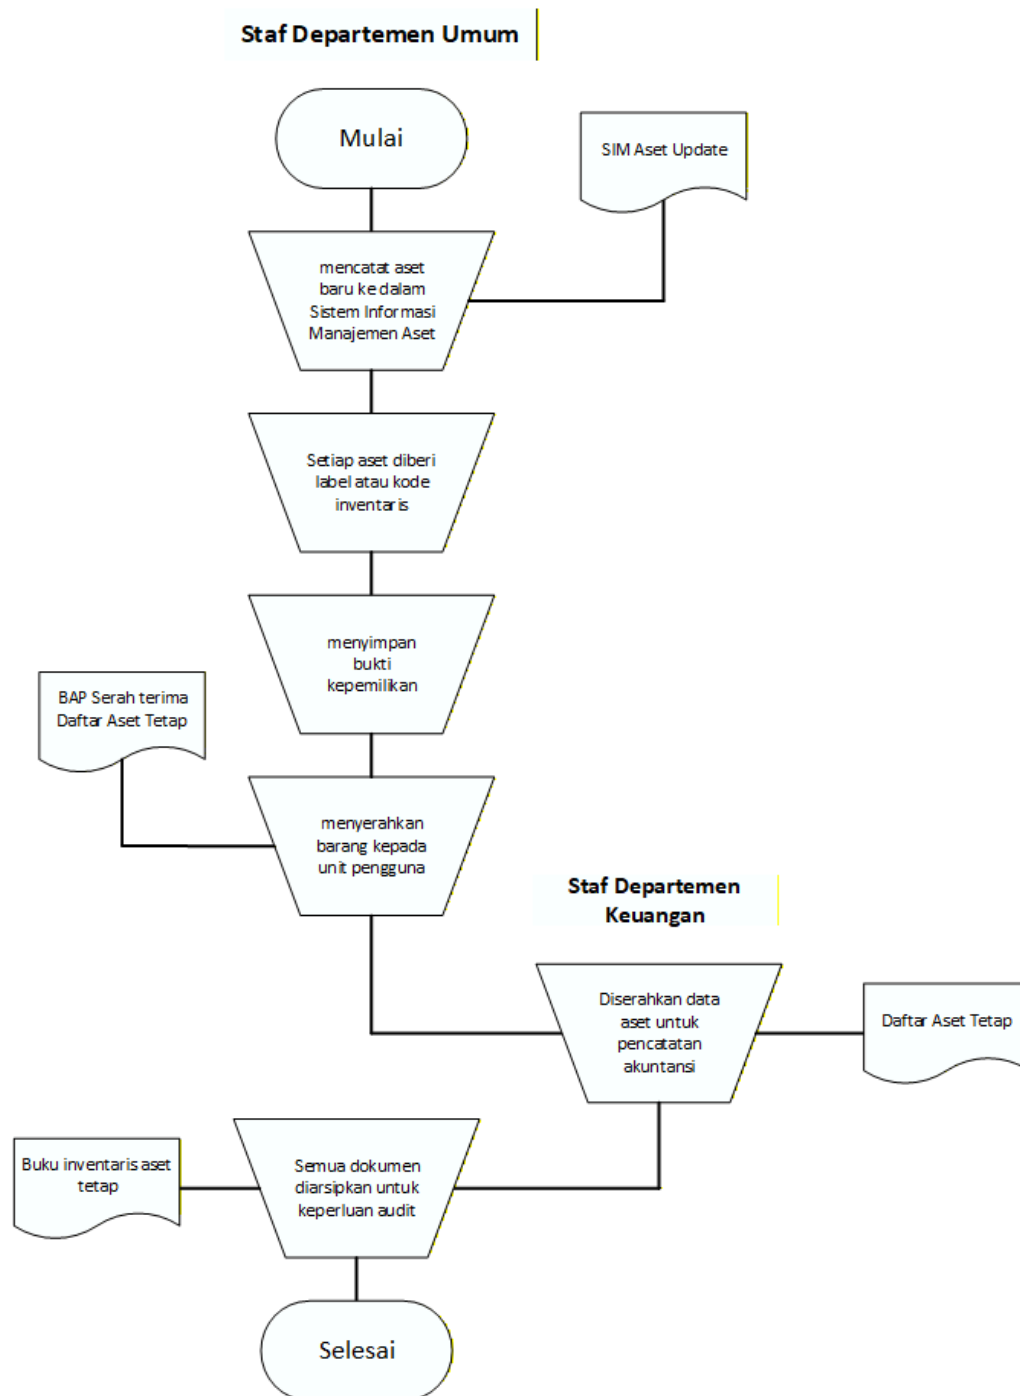 Staf Departemen Umum
Mulai
SIM Aset Update
mencatat aset
baru ke dalam
Sistem Informasi
Manajemen Aset
Setiap aset diberi
label atau kode
inventaris
menyimpan
bukti
kepemilikan
BAP Serah terima
Daftar Aset Tetap
menyerahkan
barang kepada
unit pengguna
Staf Departemen
Keuangan
Diserahkan data
aset untuk
pencatatan
akuntansi
Daftar Aset Tetap
Buku inventaris aset
tetap
Semua dokumen
diarsipkan untuk
keperluan audit
Selesai